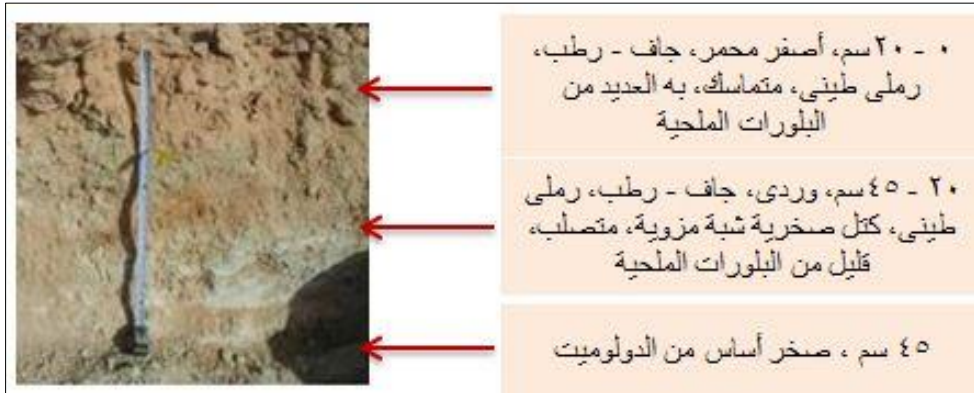 ٠ - ٢٠ سم، أصفر محمر، جاف - رطب،
رملى طينى، متماسك، به العديد من
البلورات الملحية
٢٠ - ٤٥ سم، وردى، جاف - رطب، رملى
طينى، كتل صخرية شبة مزوية، متصلب،
قليل من البلورات الملحية
٤٥ سم ، صخر أساس من الدولوميت